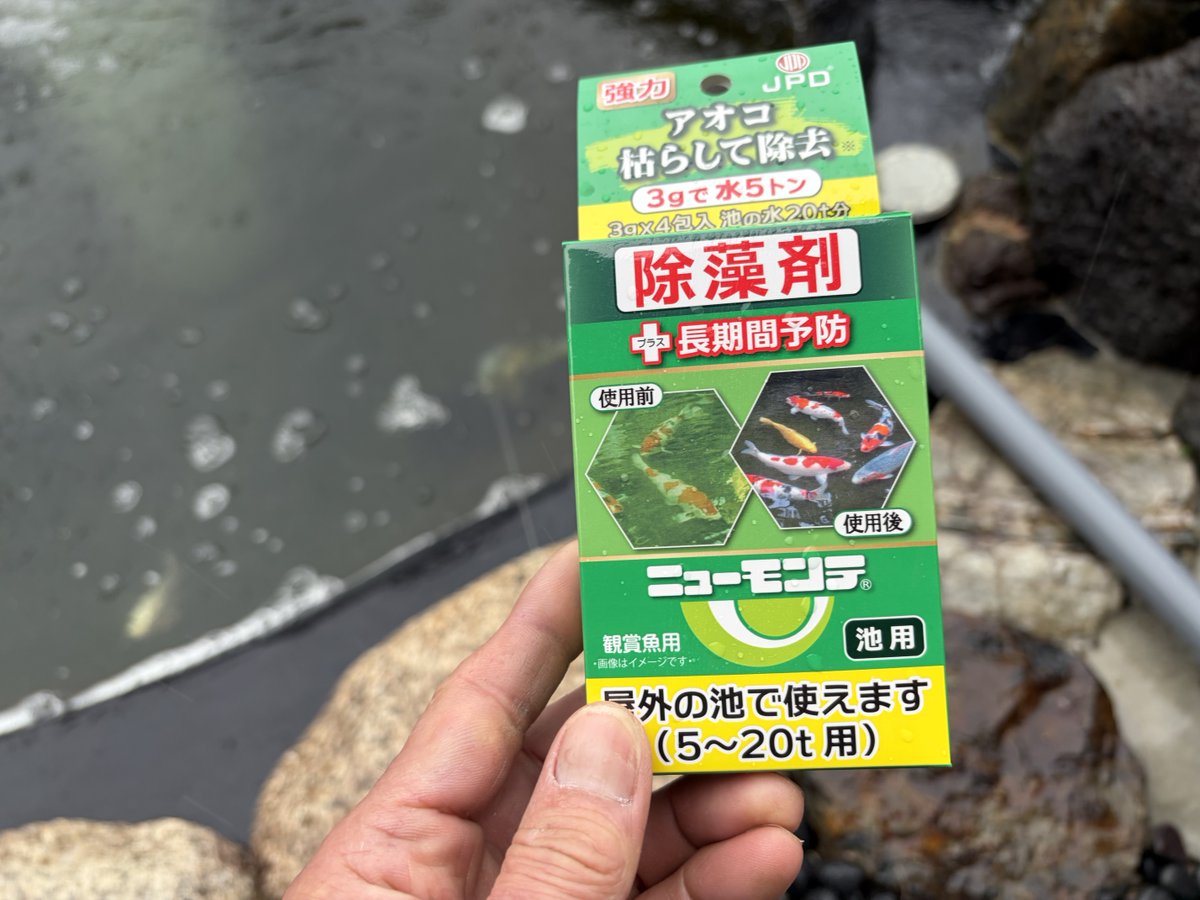 強力
JPD
アオコ
枯らして除去※
3gで水5トン
3g×4包入 池の水20t分
除藻剤
プラス 長期間予防
使用前
使用後
ニューモンテ®
観賞魚用
・画像はイメージです・
池用
屋外の池で使えます
(5～20t用)